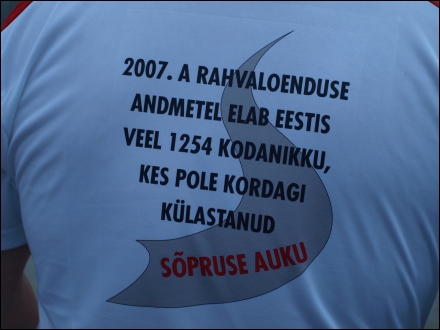 2007. A RAHVALOENDUSE
ANDMETEL ELAB EESTIS
VEEL 1254 KODANIKKU,
KES POLE KORDAGI
KÜLASTANUD
SÕPRUSE AUKU